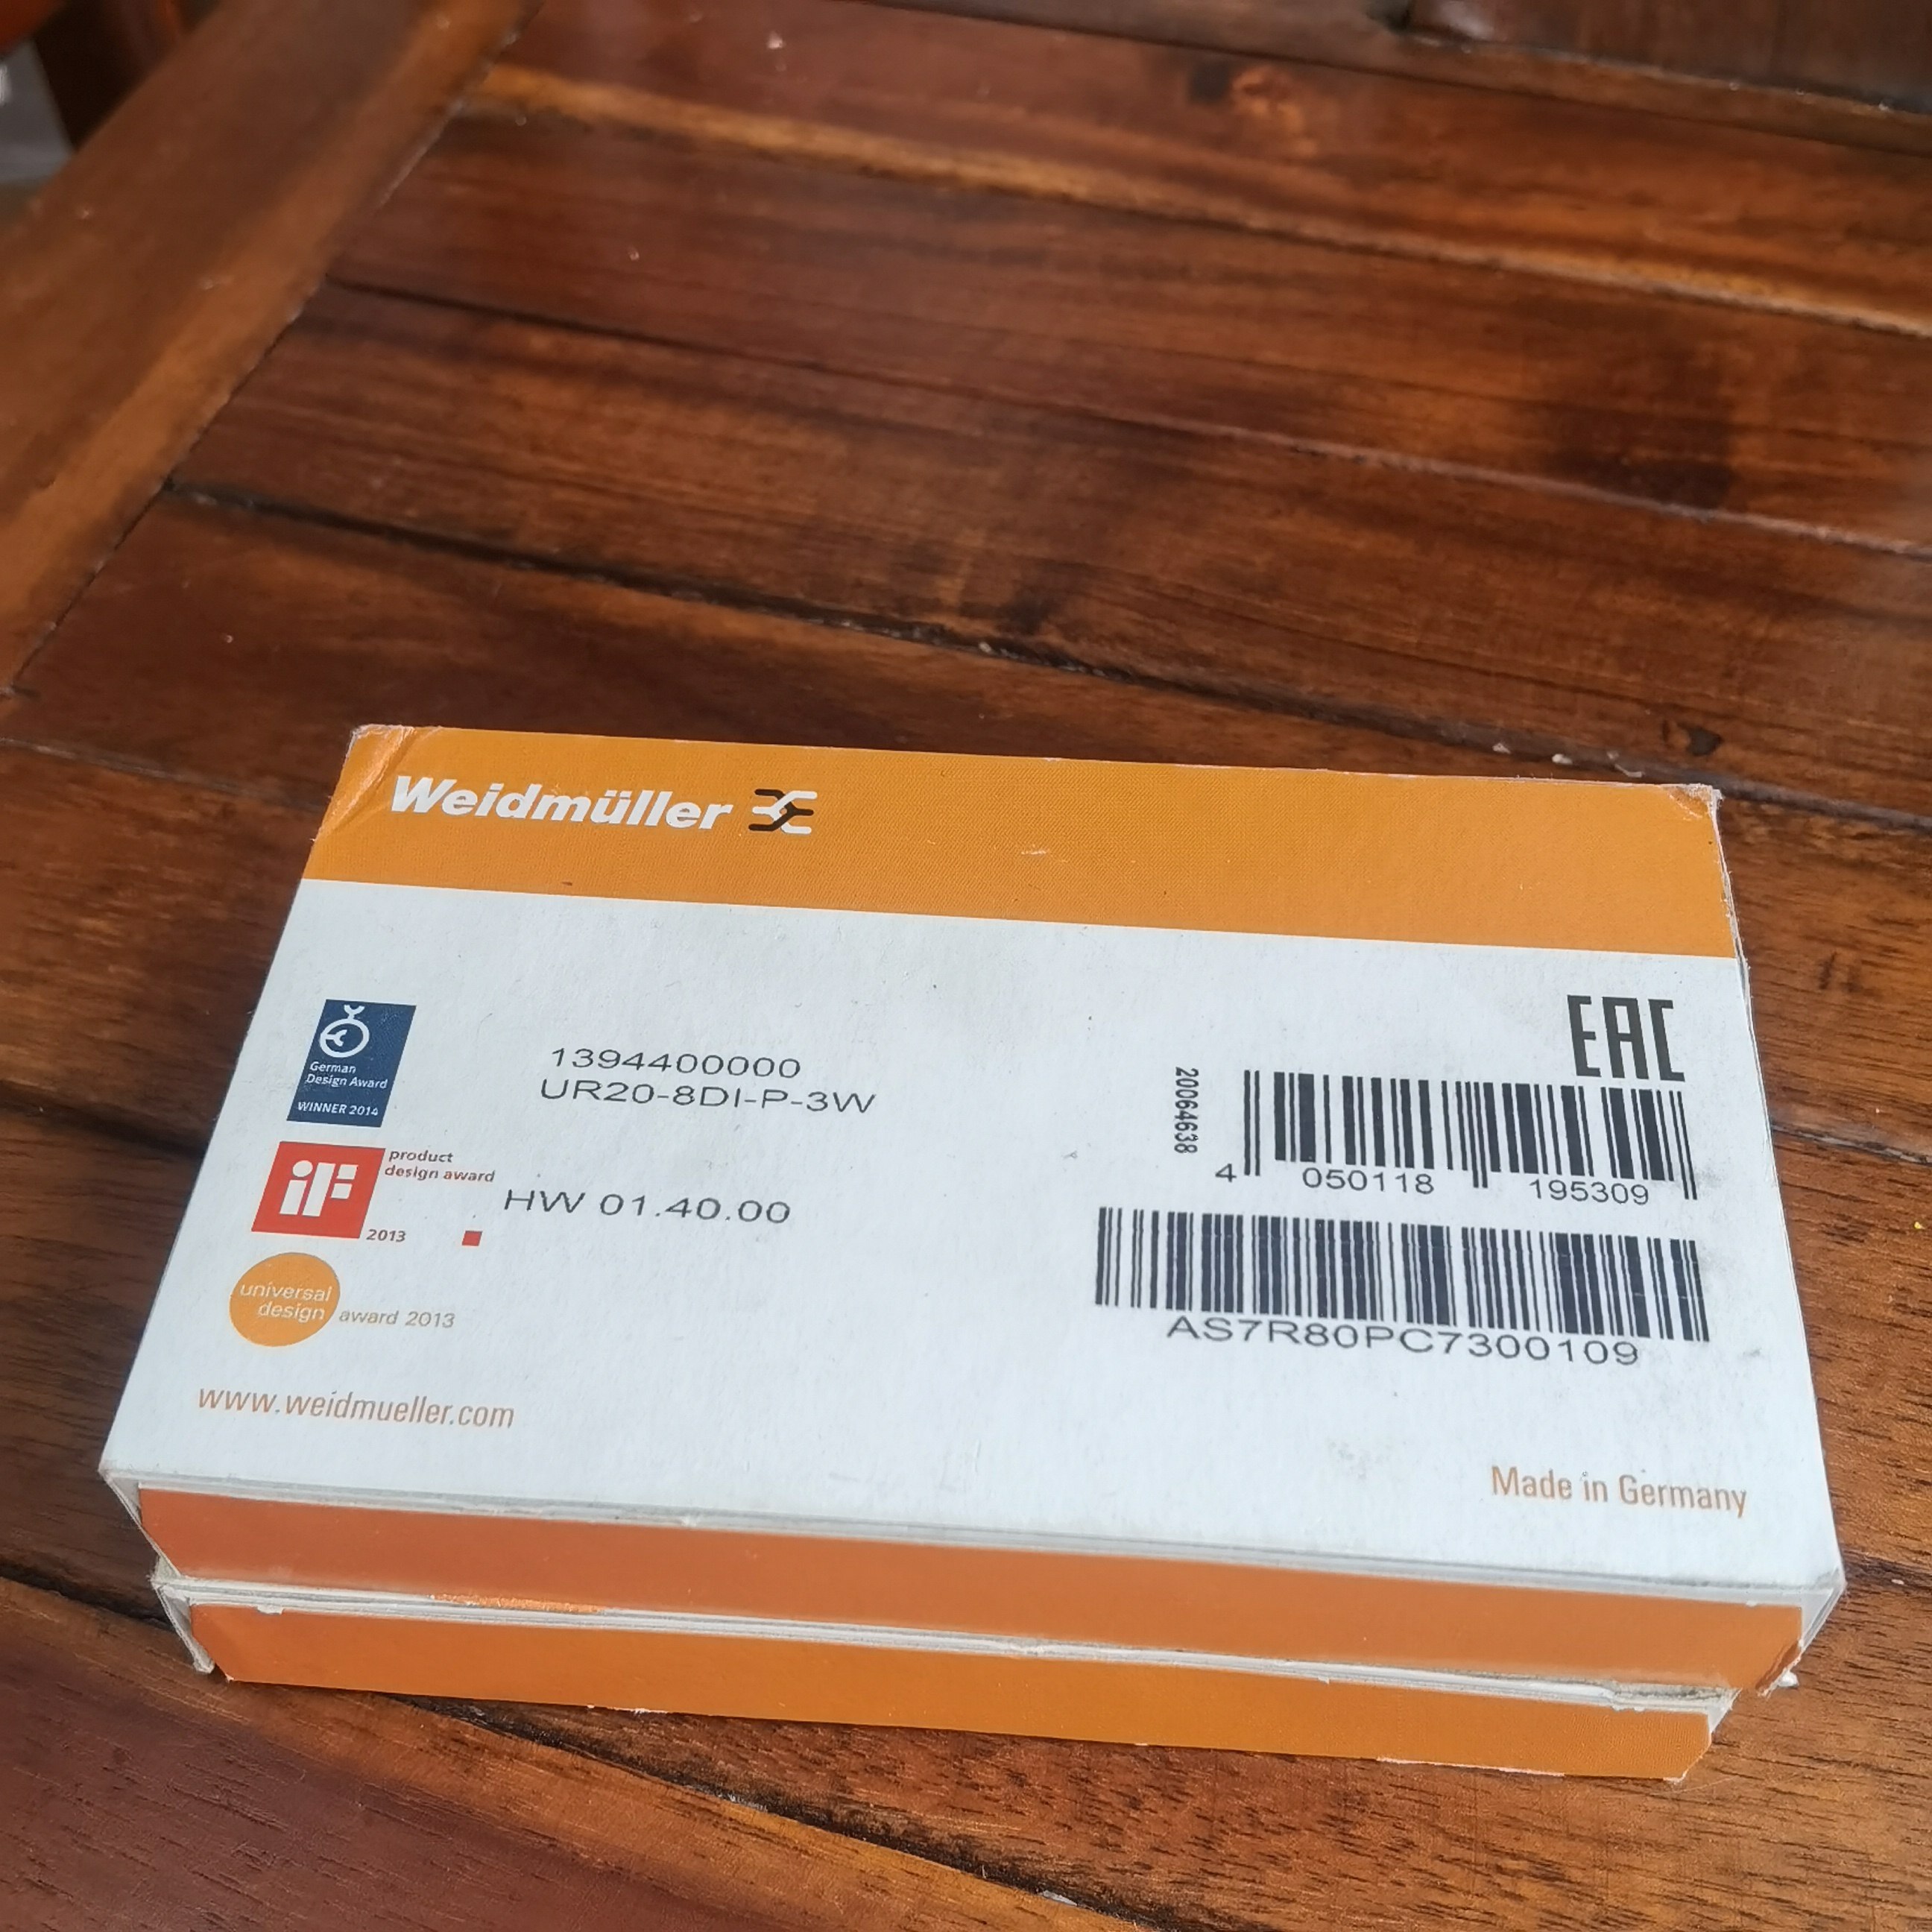 Weidmüller
EAC
German
Design Award
WINNER 2014
1394400000
UR20-8DI-P-3W
20064638
4 050118 195309
iF
product
design award
2013
HW 01.40.00
AS7R80PC7300109
universal
design award 2013
www.weidmueller.com
Made in Germany